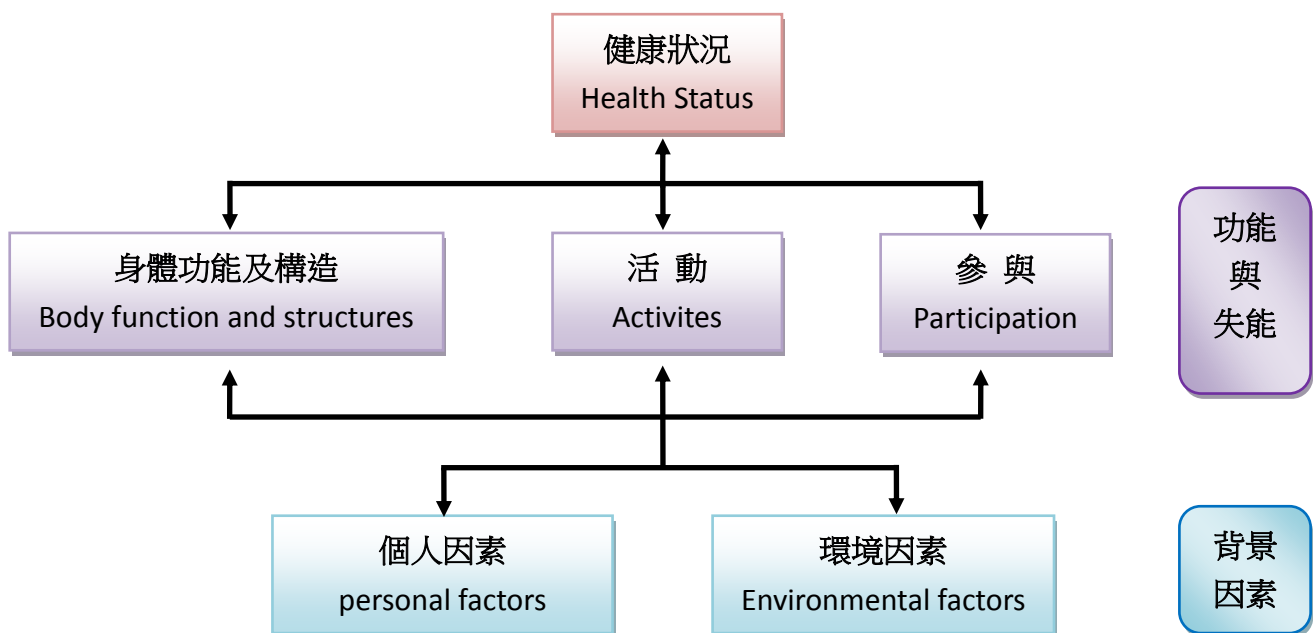 健康狀況
Health Status
身體功能及構造
Body function and structures
活 動
Activites
參 與
Participation
功能
與
失能
個人因素
personal factors
環境因素
Environmental factors
背景
因素